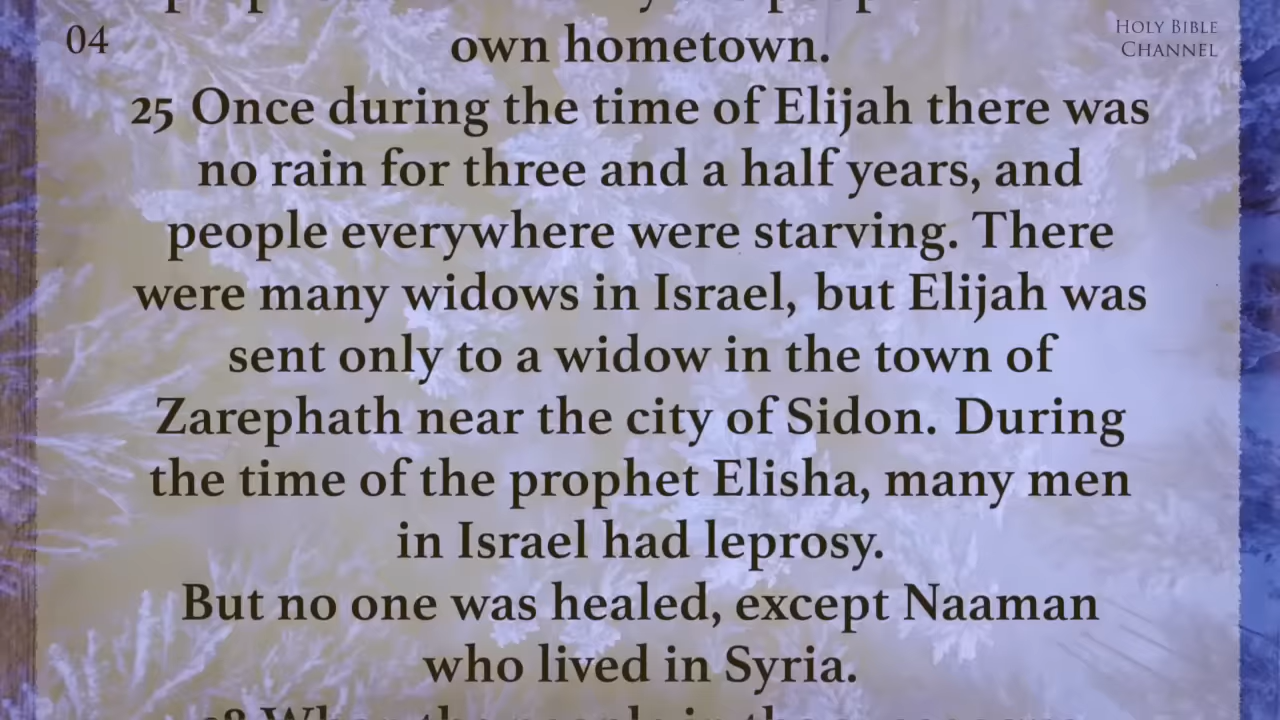 04
HOLY BIBLE
CHANNEL
own hometown.
25 Once during the time of Elijah there was
no rain for three and a half years, and
people everywhere were starving. There
were many widows in Israel, but Elijah was
sent only to a widow in the town of
Zarephath near the city of Sidon. During
the time of the prophet Elisha, many men
in Israel had leprosy.
But no one was healed, except Naaman
who lived in Syria.